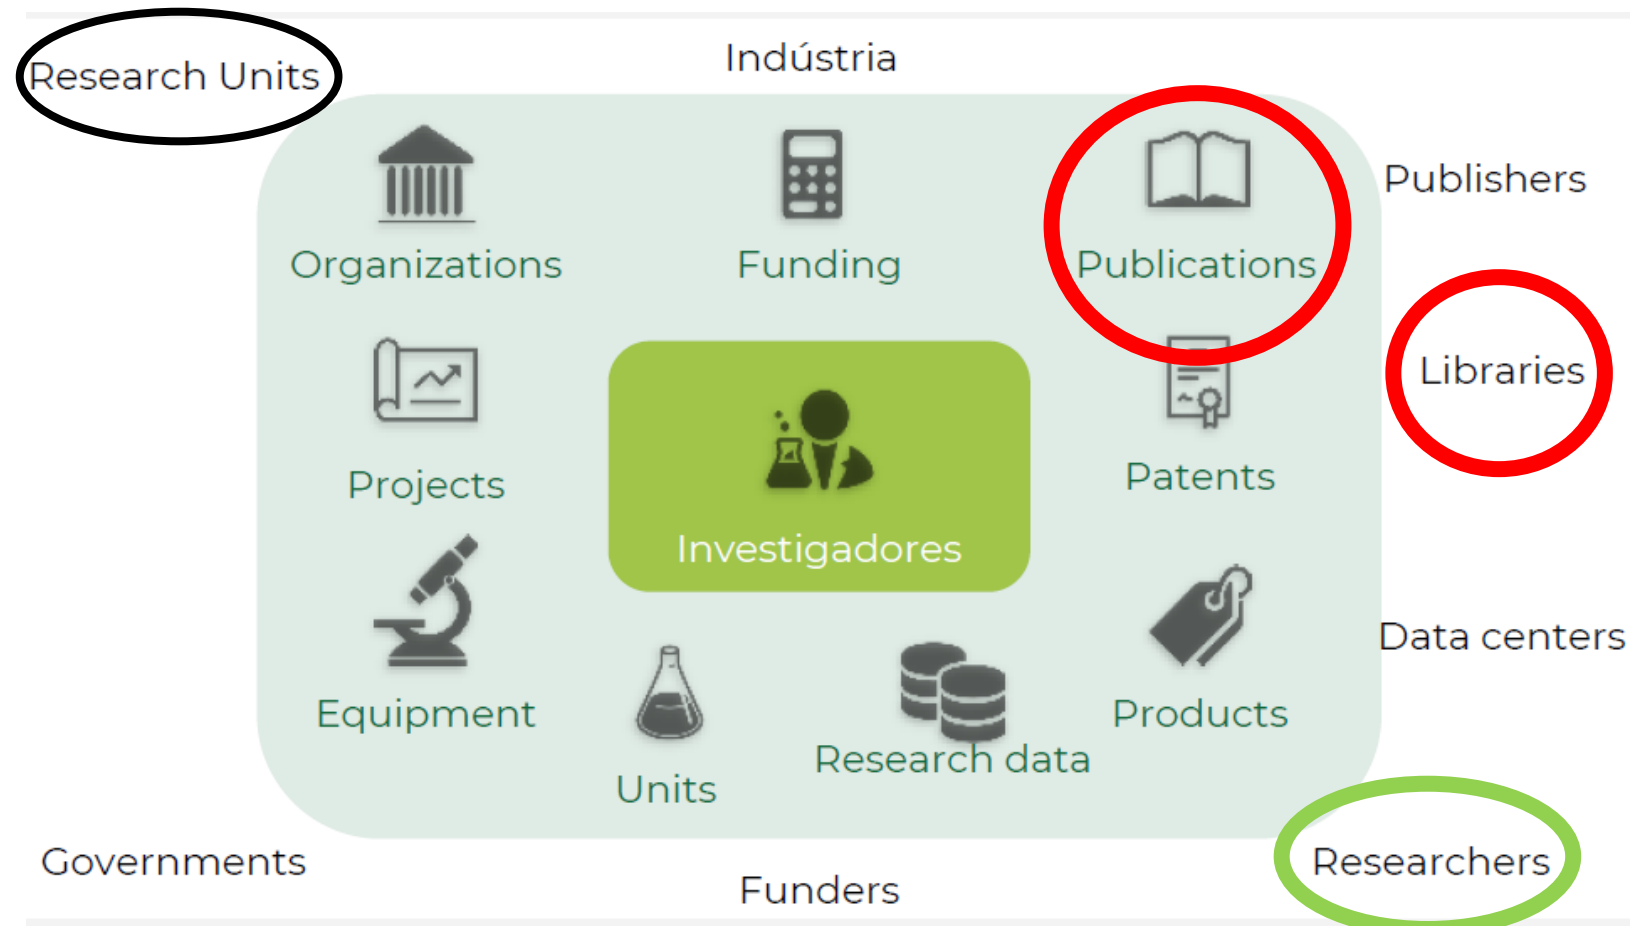 Research Units
Indústria
Publishers
Organizations
Funding
Publications
Libraries
Projects
Investigadores
Patents
Data centers
Equipment
Units
Research data
Products
Governments
Funders
Researchers